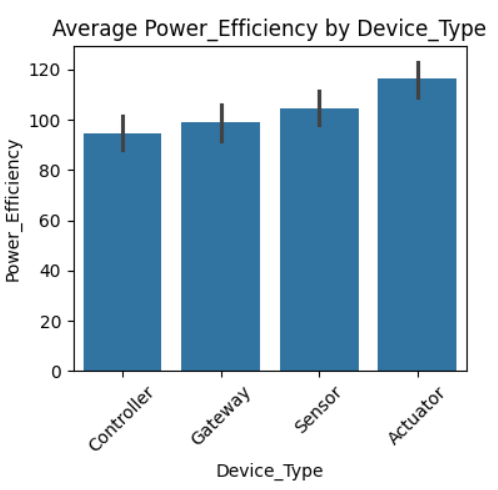 Average Power_Efficiency by Device_Type
Power_Efficiency
120
100
80
60
40
20
0
Controller
Gateway
Sensor
Actuator
Device_Type